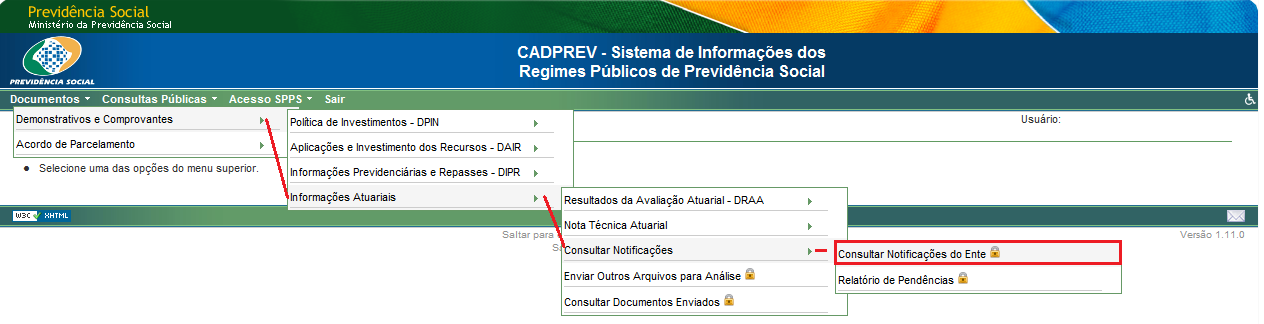 Previdência Social
Ministério da Previdência Social
PREVIDÊNCIA SOCIAL
CADPREV - Sistema de Informações dos
Regimes Públicos de Previdência Social
Documentos Consultas Públicas Acesso SPPS Sair
Demonstrativos e Comprovantes
Acordo de Parcelamento
Selecione uma das opções do menu superior.
Usuário:
Política de Investimentos - DPIN
Aplicações e Investimento dos Recursos - DAIR
Informações Previdenciárias e Repasses - DIPR
Informações Atuariais
Resultados da Avaliação Atuarial - DRAA
Nota Técnica Atuarial
Consultar Notificações
Enviar Outros Arquivos para Análise
Consultar Documentos Enviados
Consultar Notificações do Ente
Relatório de Pendências
W3C XHTML
Saltar para
Versão 1.11.0